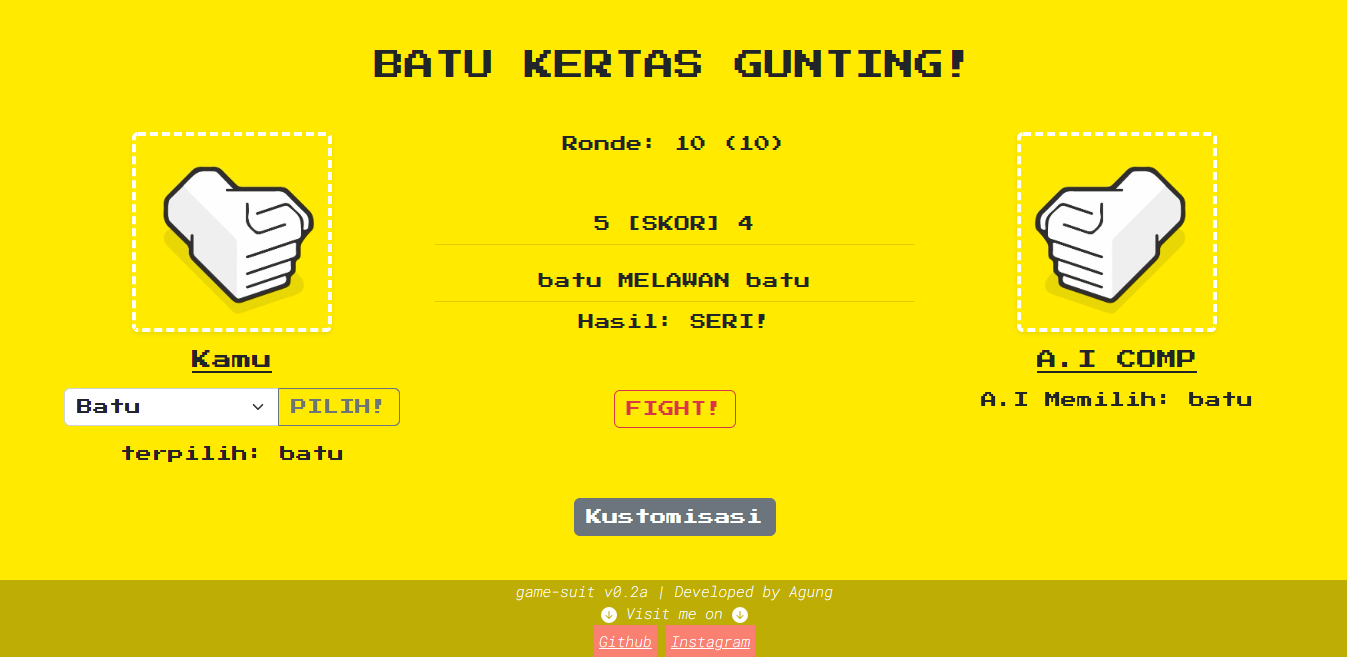 BATU KERTAS GUNTING!
Ronde: 10 (10)
5 [SKOR] 4
batu MELAWAN batu
Hasil: SERI!
Kamu
Batu
PILIH!
terpilih: batu
FIGHT!
A.I COMP
A.I Memilih: batu
Kustomisasi
game-suit v0.2a | Developed by Agung
Visit me on
Github Instagram